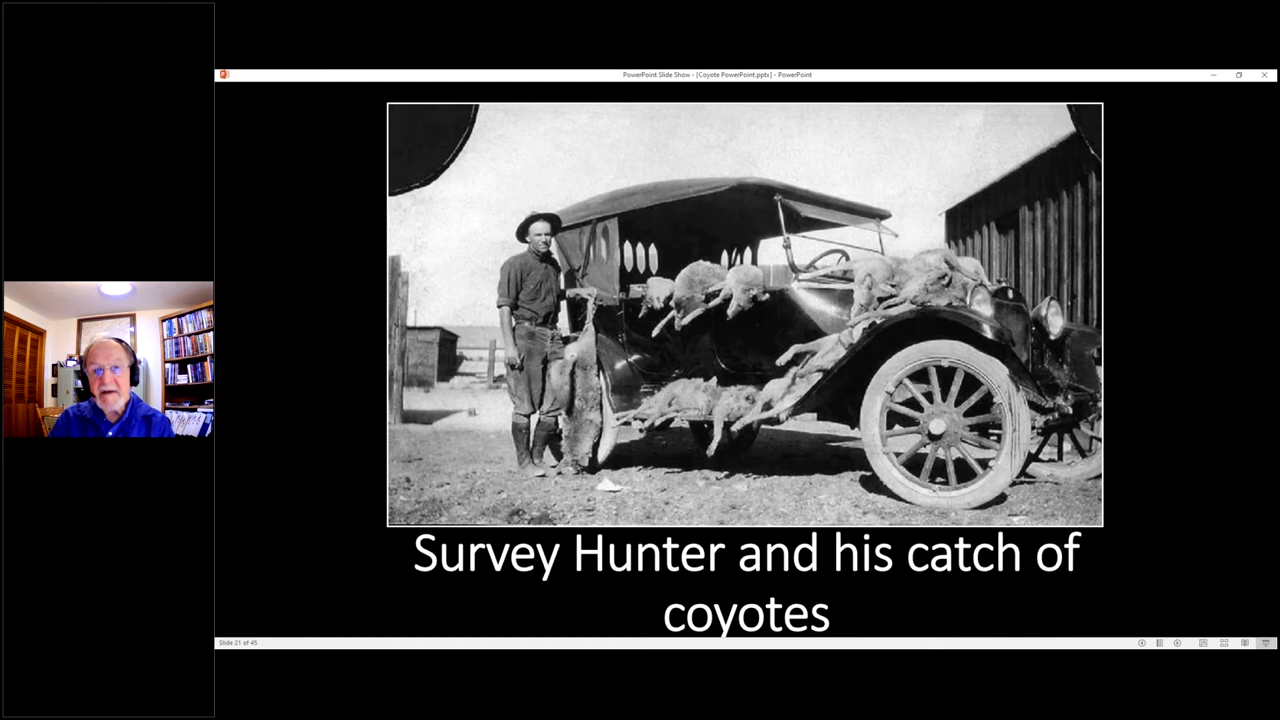 PowerPoint Slide Show - [Coyote PowerPoint.pptx] - PowerPoint
Survey Hunter and his catch of
coyotes
Slide 21 of 45